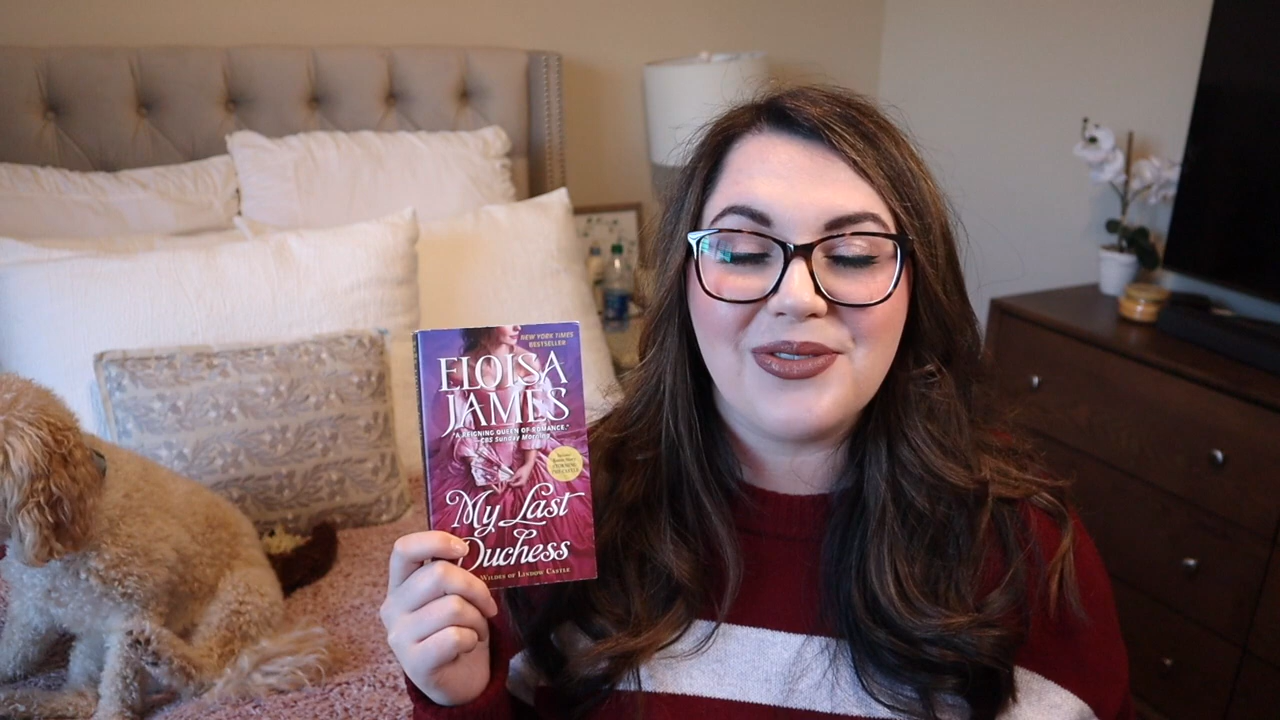 NEW YORK TIMES
BESTSELLER
ELOISA
JAMES
"A REIGNING QUEEN OF ROMANCE."
—CBS Sunday Morning
My Last
Duchess
WILDES OF LINDOW CASTLE